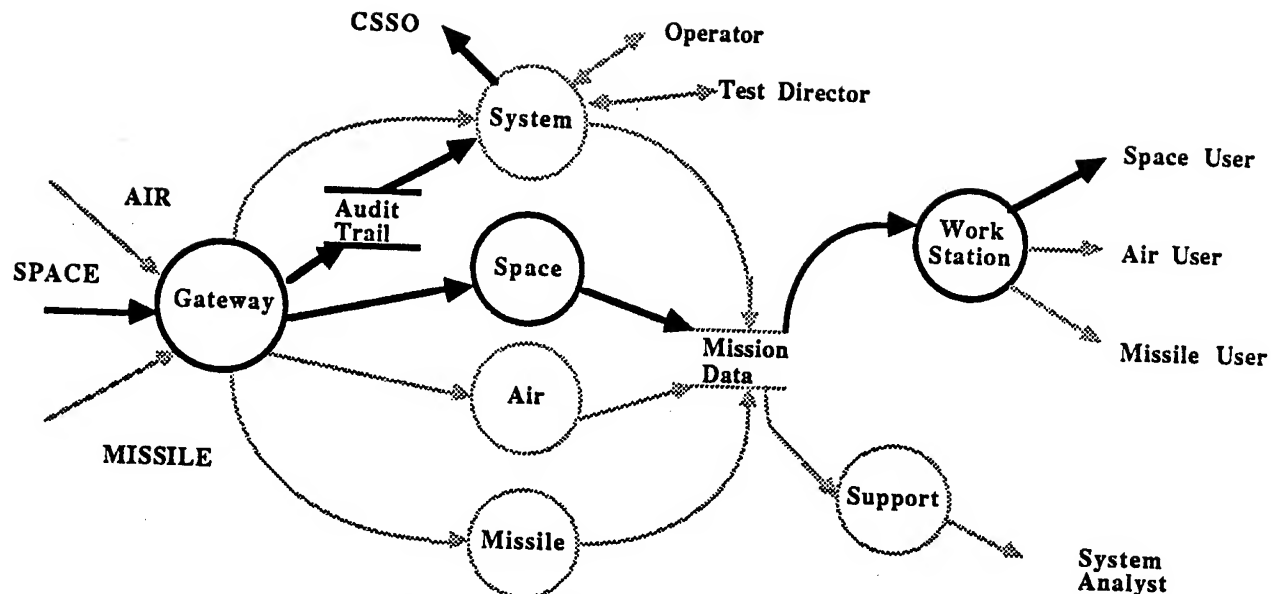 CSSO
Operator
Test Director
System
Space User
AIR
Audit
Trail
Work
Station
SPACE
Space
Air User
Gateway
Mission
Data
Missile User
Air
MISSILE
Support
Missile
System
Analyst